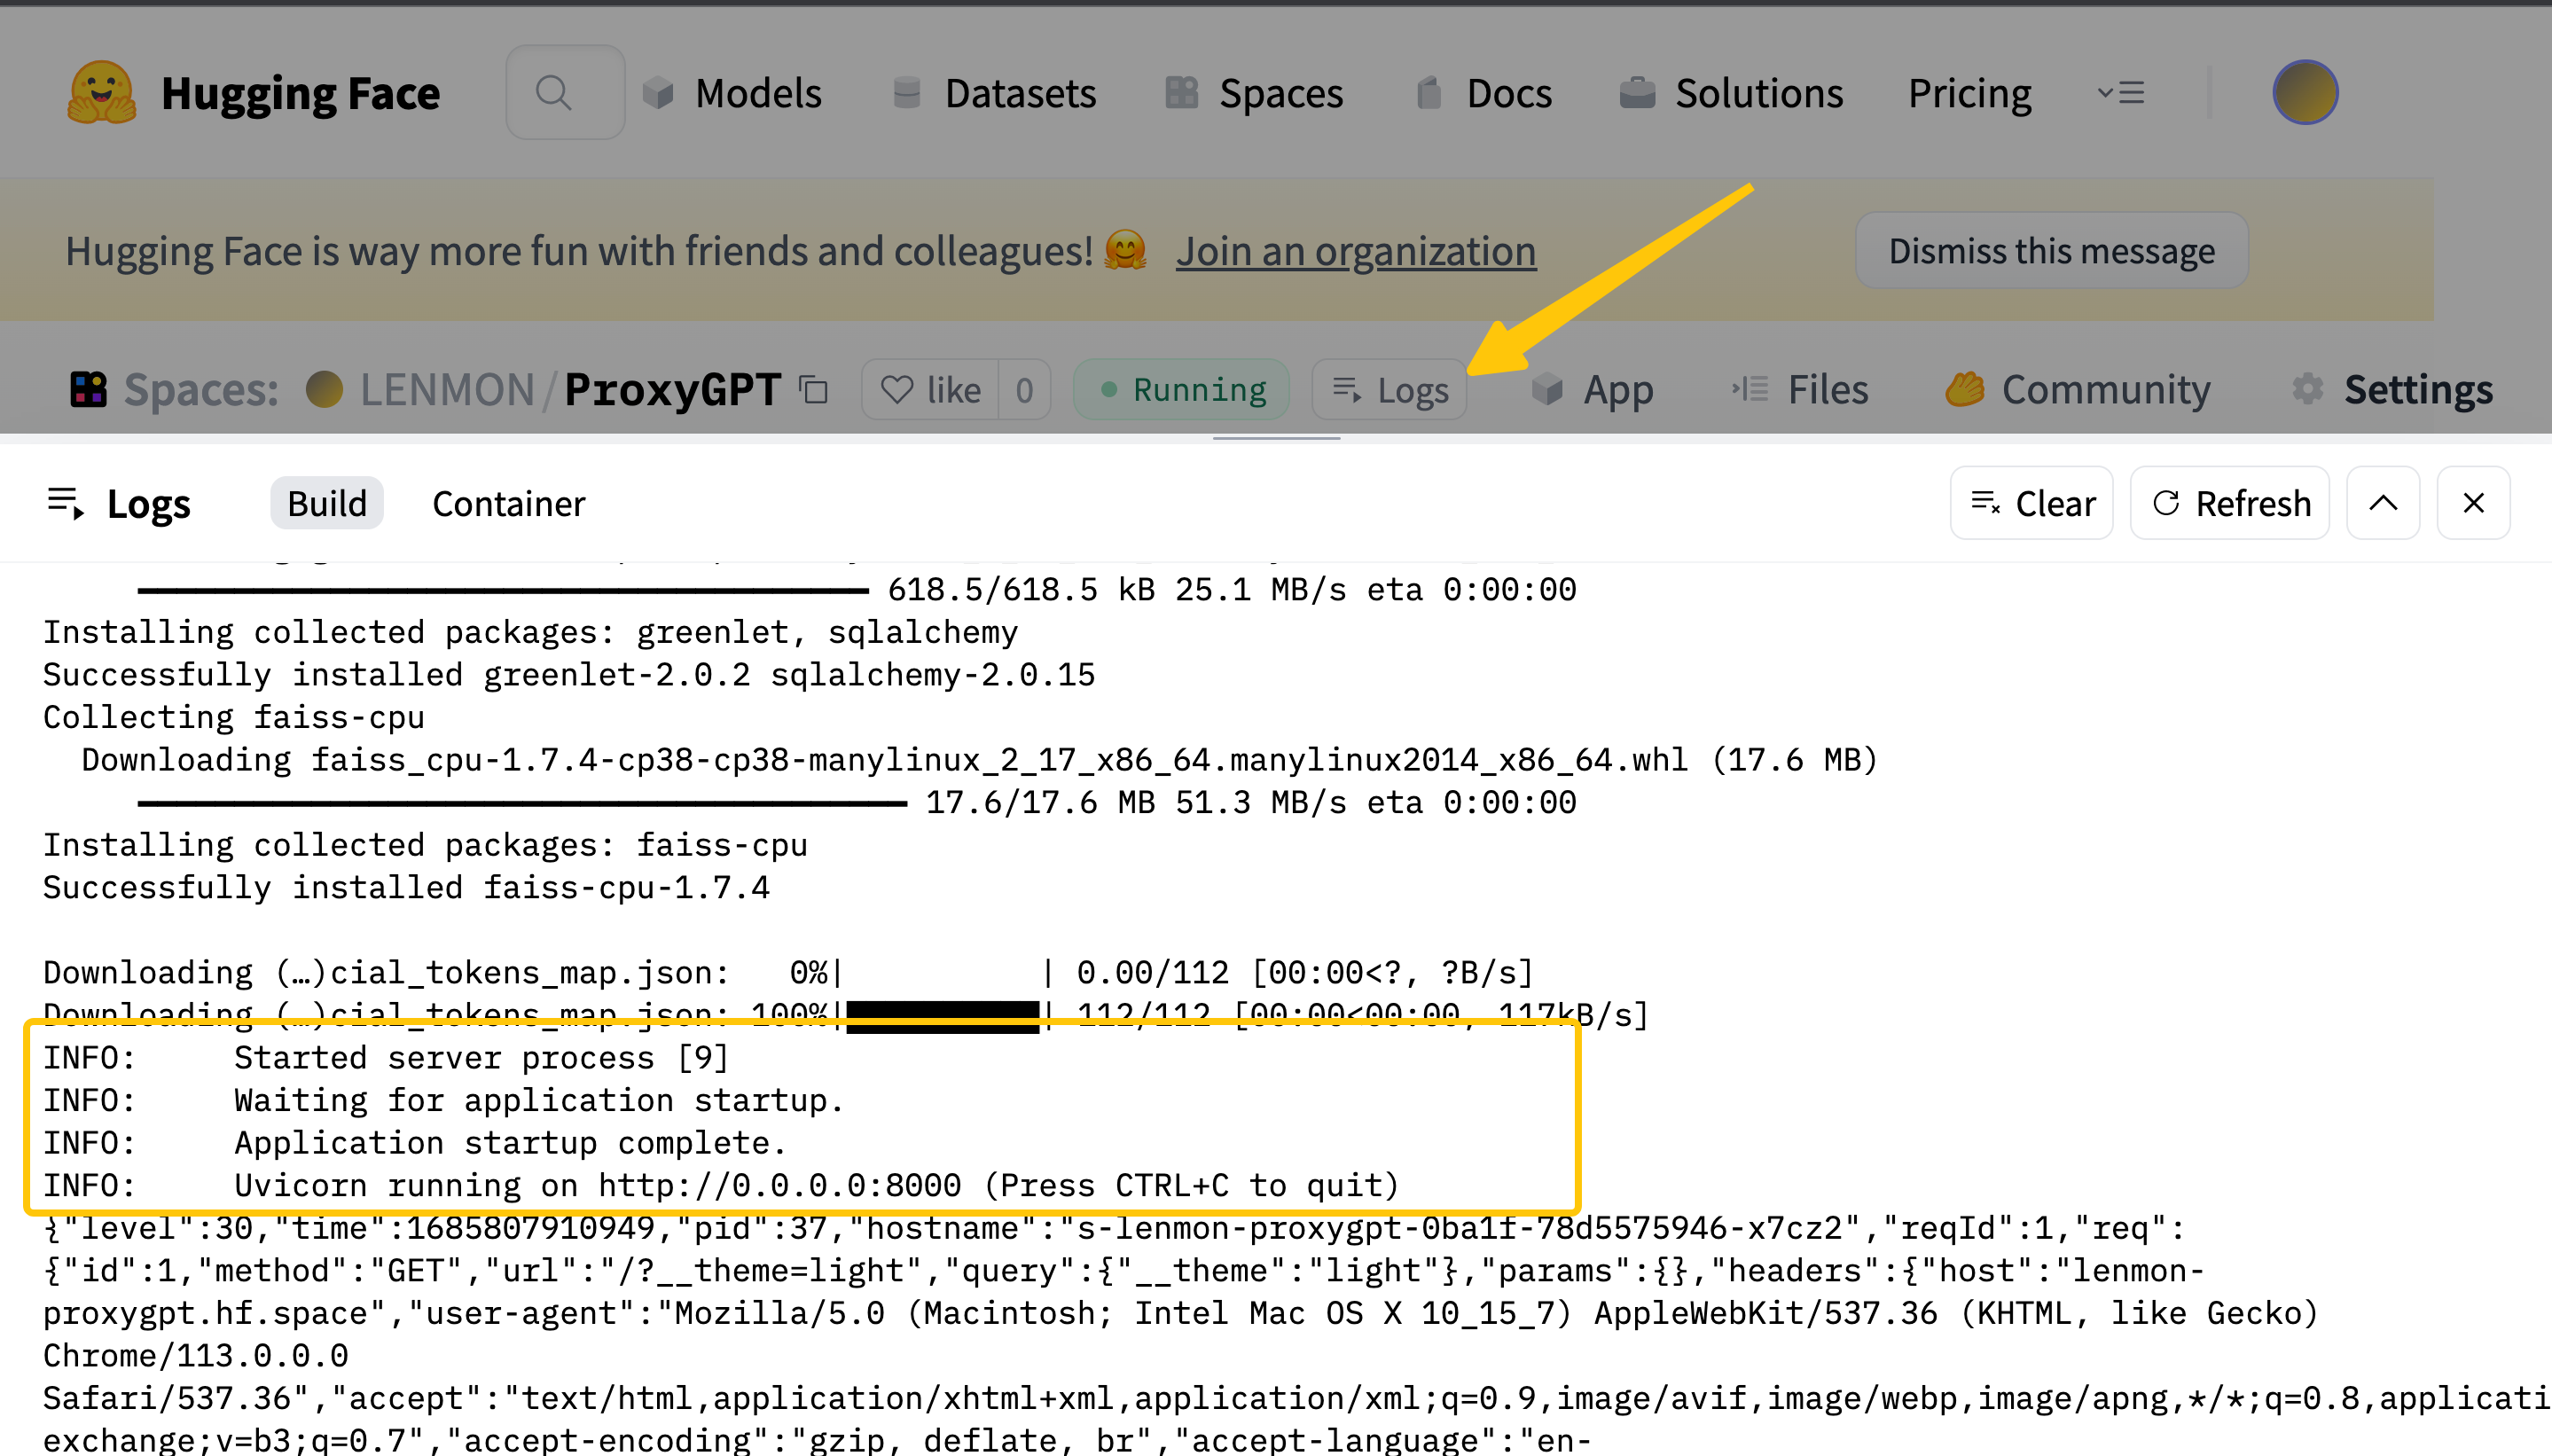 Hugging Face
Models
Datasets
Spaces
Docs
Solutions
Pricing
Hugging Face is way more fun with friends and colleagues! 🤗 Join an organization
Dismiss this message
Spaces: LENMON/ProxyGPT
like 0
Running
Logs
App
Files
Community
Settings
Logs
Build
Container
Clear
Refresh
618.5/618.5 kB 25.1 MB/s eta 0:00:00
Installing collected packages: greenlet, sqlalchemy
Successfully installed greenlet-2.0.2 sqlalchemy-2.0.15
Collecting faiss-cpu
Downloading faiss_cpu-1.7.4-cp38-cp38-manylinux_2_17_x86_64.manylinux2014_x86_64.whl (17.6 MB)
17.6/17.6 MB 51.3 MB/s eta 0:00:00
Installing collected packages: faiss-cpu
Successfully installed faiss-cpu-1.7.4
Downloading (…)cial_tokens_map.json:   0%|          | 0.00/112 [00:00<?, ?B/s]
Downloading (…)cial_tokens_map.json: 100%|██████████| 112/112 [00:00<00:00, 117kB/s]
INFO:     Started server process [9]
INFO:     Waiting for application startup.
INFO:     Application startup complete.
INFO:     Uvicorn running on http://0.0.0.0:8000 (Press CTRL+C to quit)
{"level":30,"time":1685807910949,"pid":37,"hostname":"s-lenmon-proxygpt-0ba1f-78d5575946-x7cz2","reqId":1,"req":
{"id":1,"method":"GET","url":"/?__theme=light","query":{"__theme":"light"},"params":{},"headers":{"host":"lenmon-
proxygpt.hf.space","user-agent":"Mozilla/5.0 (Macintosh; Intel Mac OS X 10_15_7) AppleWebKit/537.36 (KHTML, like Gecko)
Chrome/113.0.0.0
Safari/537.36","accept":"text/html,application/xhtml+xml,application/xml;q=0.9,image/avif,image/webp,image/apng,*/*;q=0.8,applicati
exchange;v=b3;q=0.7","accept-encoding":"gzip, deflate, br","accept-language":"en-